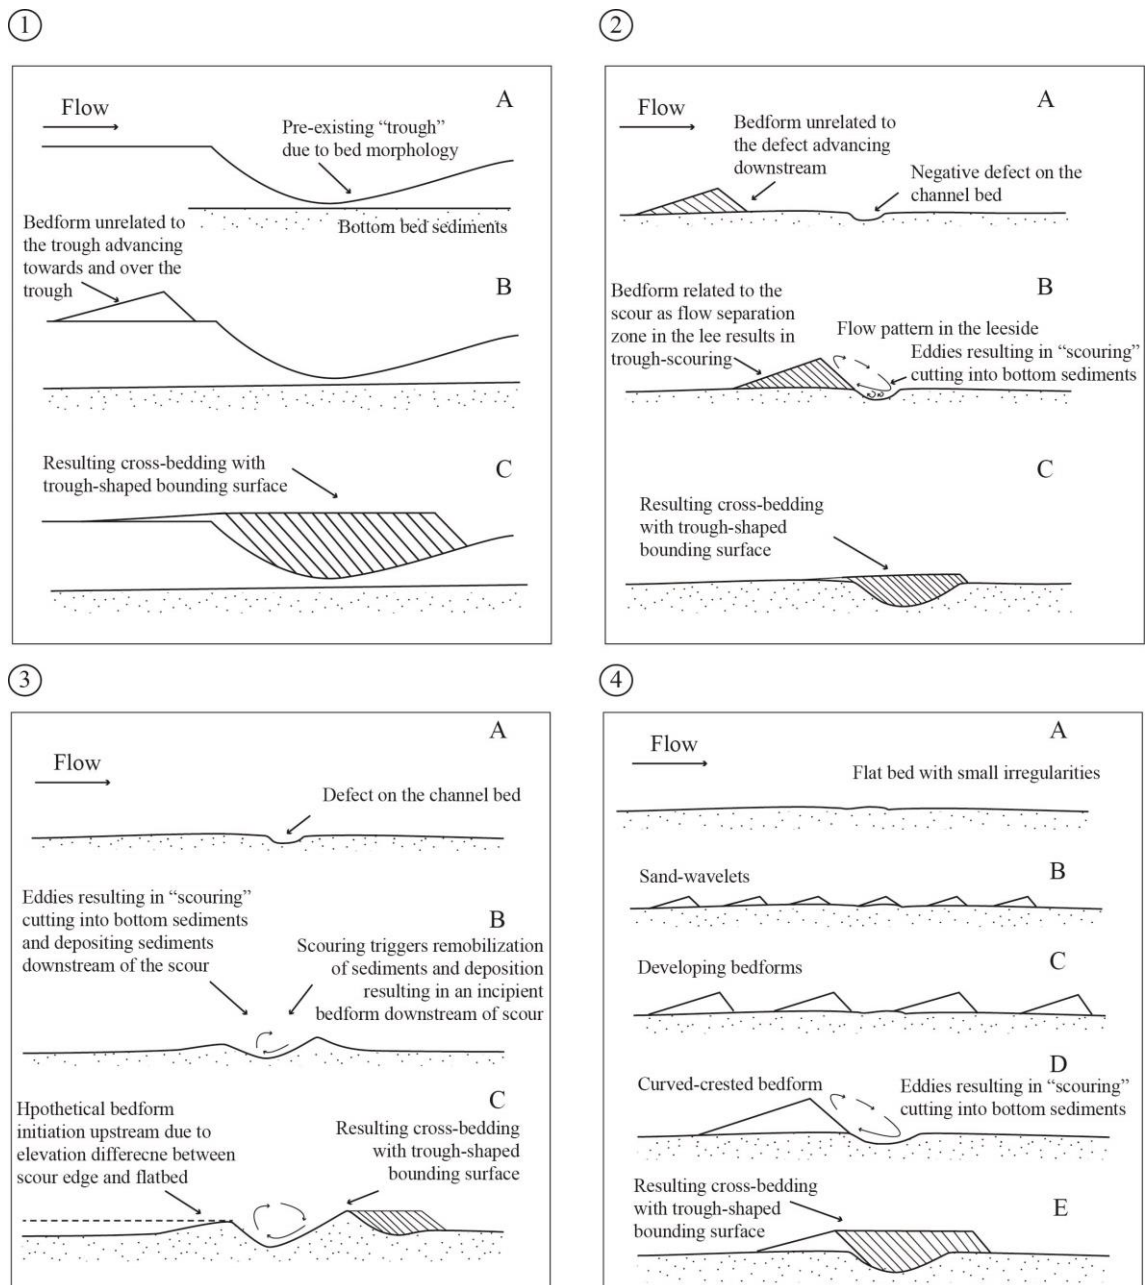 1
A
Flow
Pre-existing “trough”
due to bed morphology
Bottom bed sediments
Bedform unrelated to
the trough advancing
towards and over the
trough
B
Resulting cross-bedding with
trough-shaped bounding surface
C
2
A
Flow
Bedform unrelated to
the defect advancing
downstream
Negative defect on the
channel bed
B
Bedform related to the
scour as flow separation
zone in the lee results in
trough-scouring
Flow pattern in the leeside
Eddies resulting in “scouring”
cutting into bottom sediments
C
Resulting cross-bedding
with trough-shaped
bounding surface
3
A
Flow
Defect on the channel bed
Eddies resulting in “scouring”
cutting into bottom sediments
and depositing sediments
downstream of the scour
B
Scouring triggers remobilization
of sediments and deposition
resulting in an incipient
bedform downstream of scour
C
Hpothetical bedform
initiation upstream due to
elevation differecne between
scour edge and flatbed
Resulting cross-bedding
with trough-shaped
bounding surface
4
A
Flow
Flat bed with small irregularities
B
Sand-wavelets
C
Developing bedforms
D
Curved-crested bedform
Eddies resulting in “scouring”
cutting into bottom sediments
Resulting cross-bedding
with trough-shaped
bounding surface
E